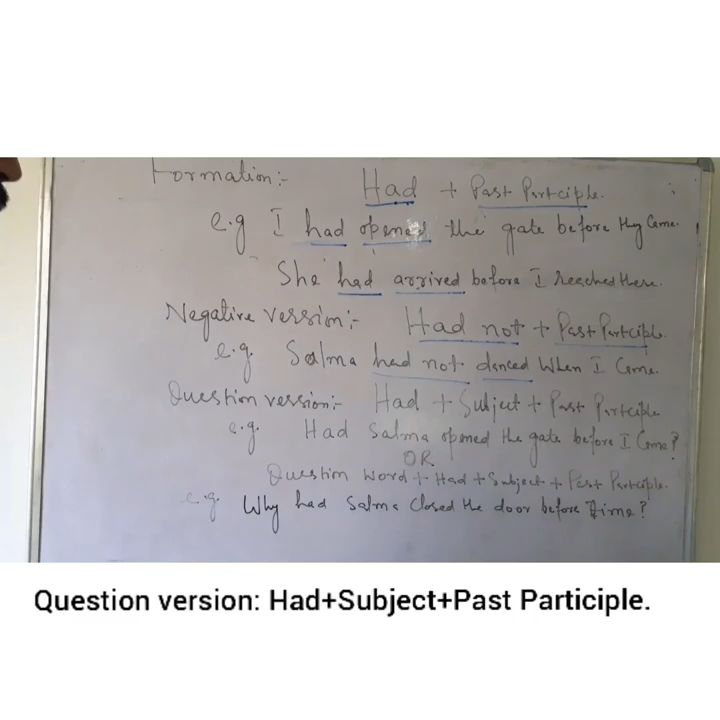 Formation:-
Had + Past Participle.
e.g I had opened the gate before they Came.
She had arrived before I reached there.
Negative version:- Had not + Past Participle.
e.g. Salma had not danced When I Came.
Question version:- Had + Subject + Past Participle
e.g. Had Salma opened the gate before I Came?
OR
Question Word + Had + Subject + Past Participle.
e.g Why had Salma Closed the door before time?
Question version: Had+Subject+Past Participle.